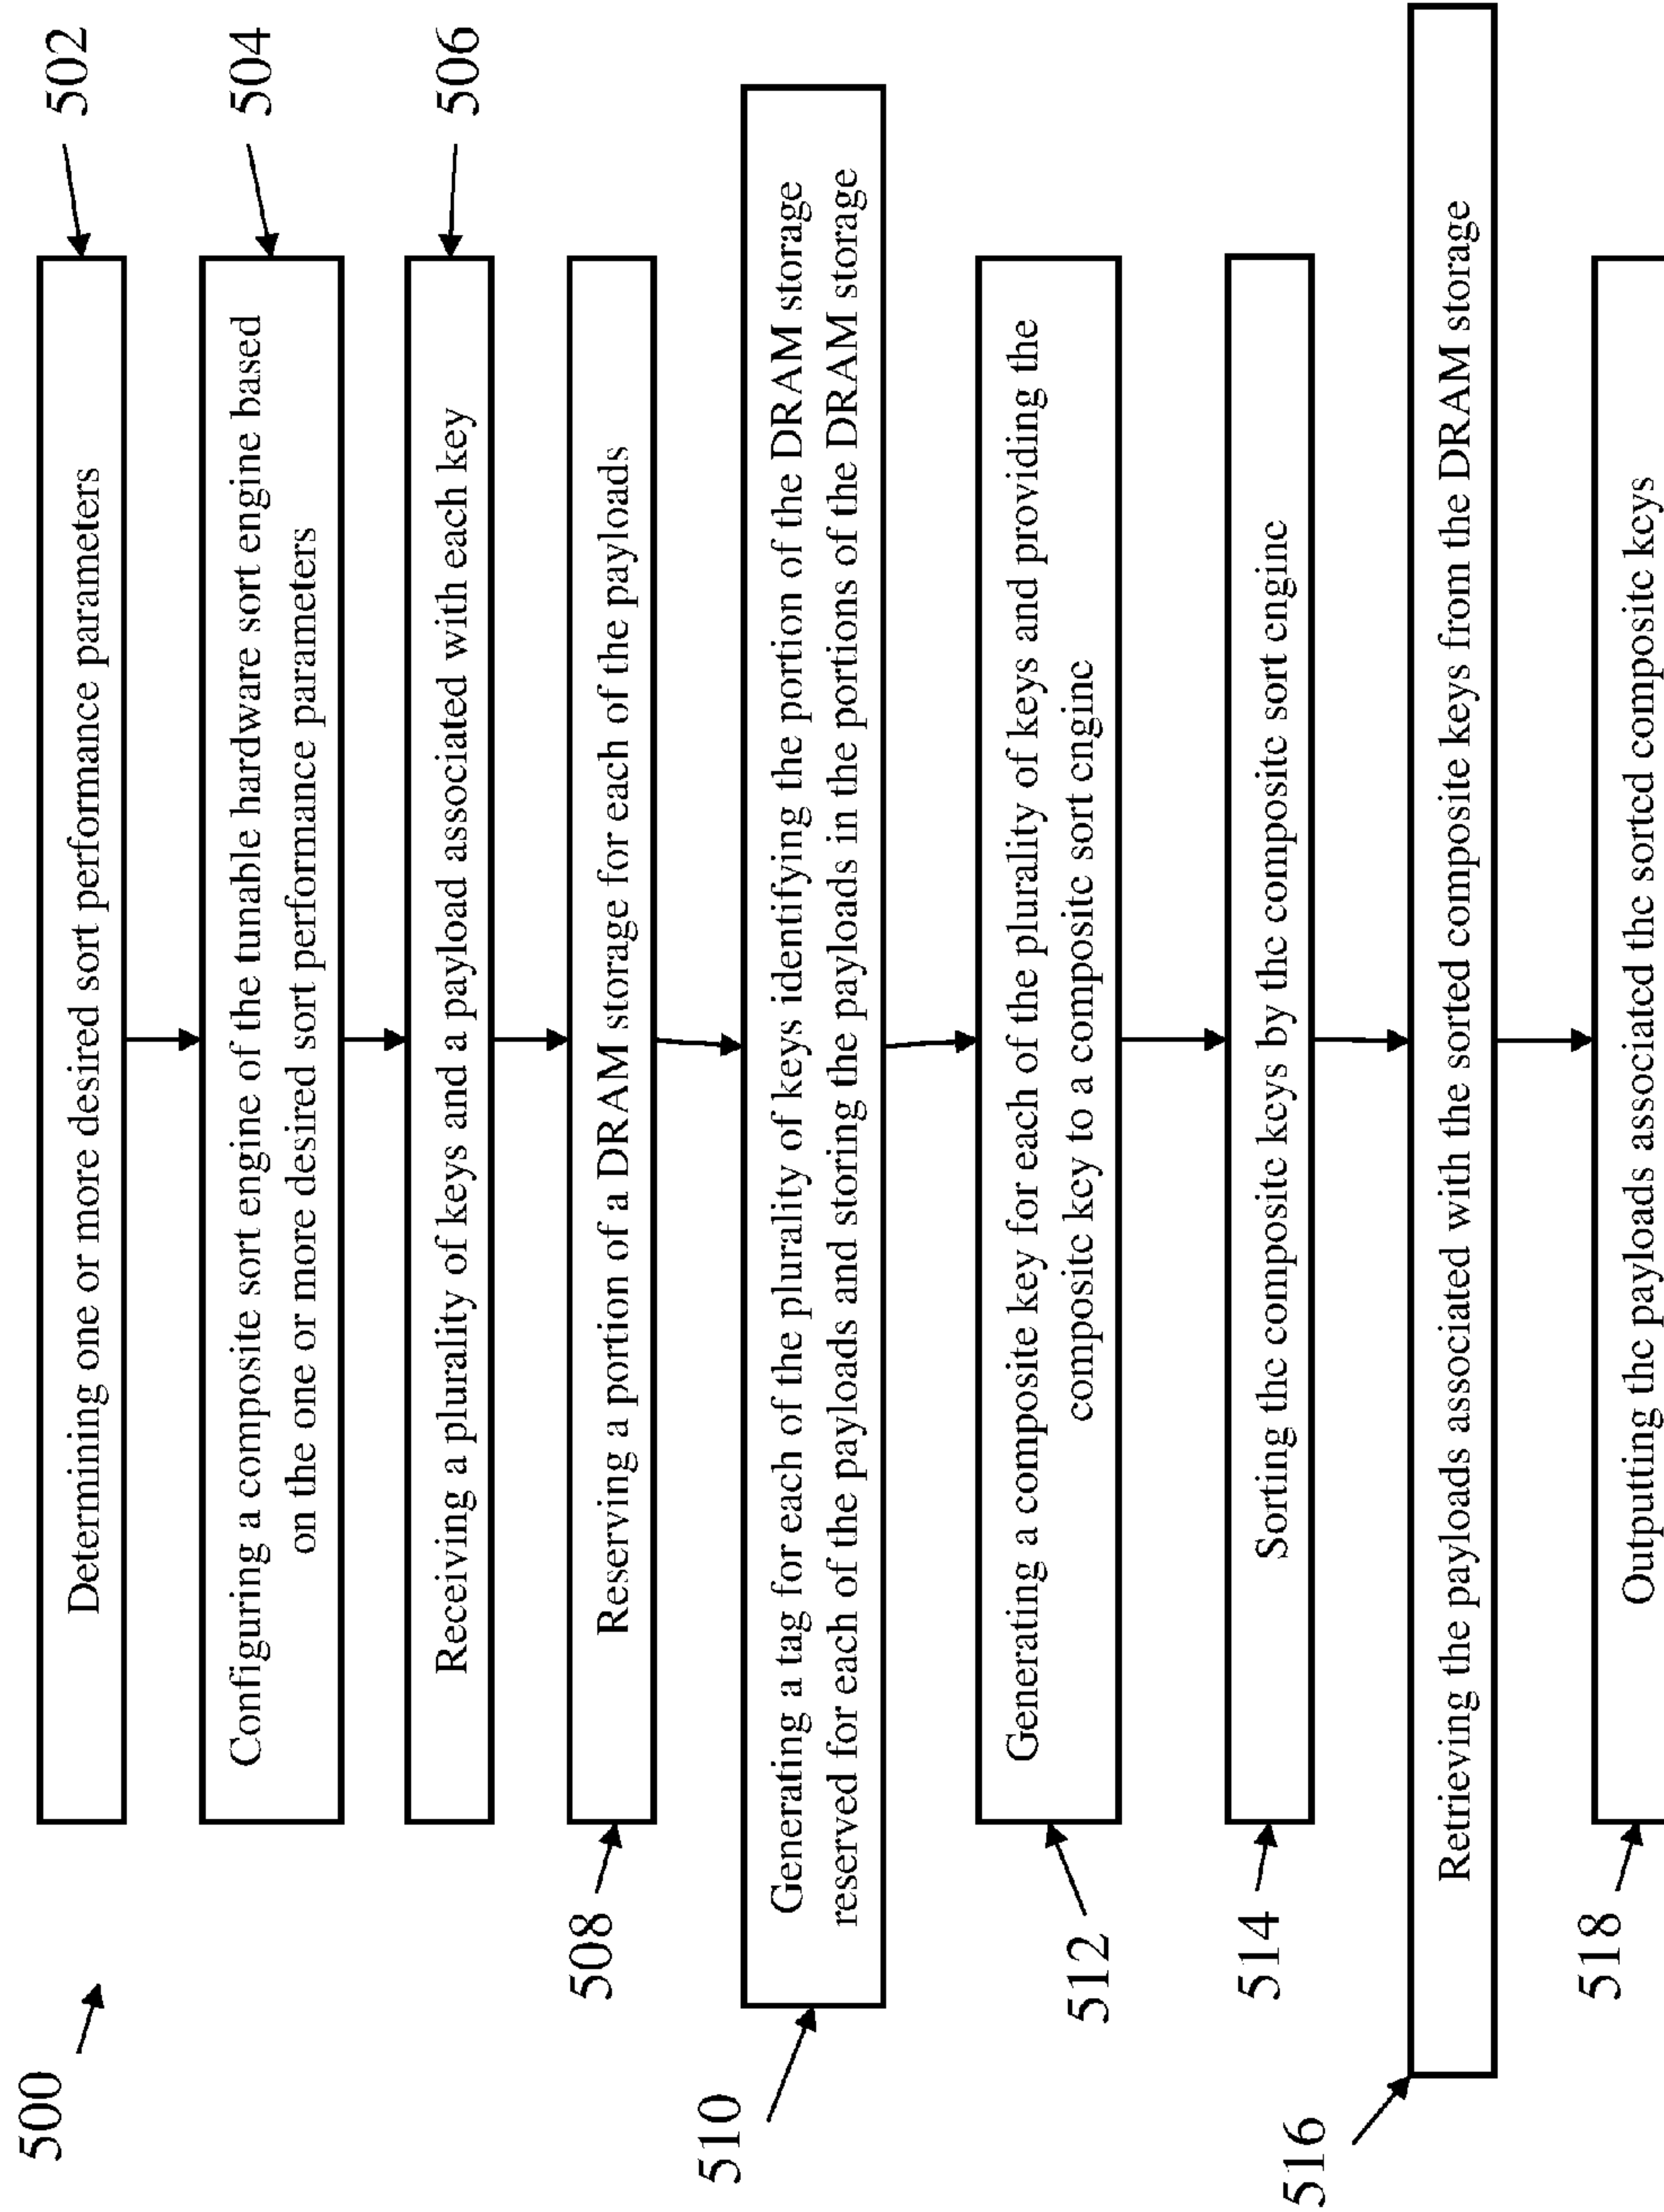 500
502
Determining one or more desired sort performance parameters
504
Configuring a composite sort engine of the tunable hardware sort engine based
on the one or more desired sort performance parameters
506
Receiving a plurality of keys and a payload associated with each key
508
Reserving a portion of a DRAM storage for each of the payloads
510
Generating a tag for each of the plurality of keys identifying the portion of the DRAM storage
reserved for each of the payloads and storing the payloads in the portions of the DRAM storage
512
Generating a composite key for each of the plurality of keys and providing the
composite key to a composite sort engine
514
Sorting the composite keys by the composite sort engine
516
Retrieving the payloads associated with the sorted composite keys from the DRAM storage
518
Outputting the payloads associated the sorted composite keys